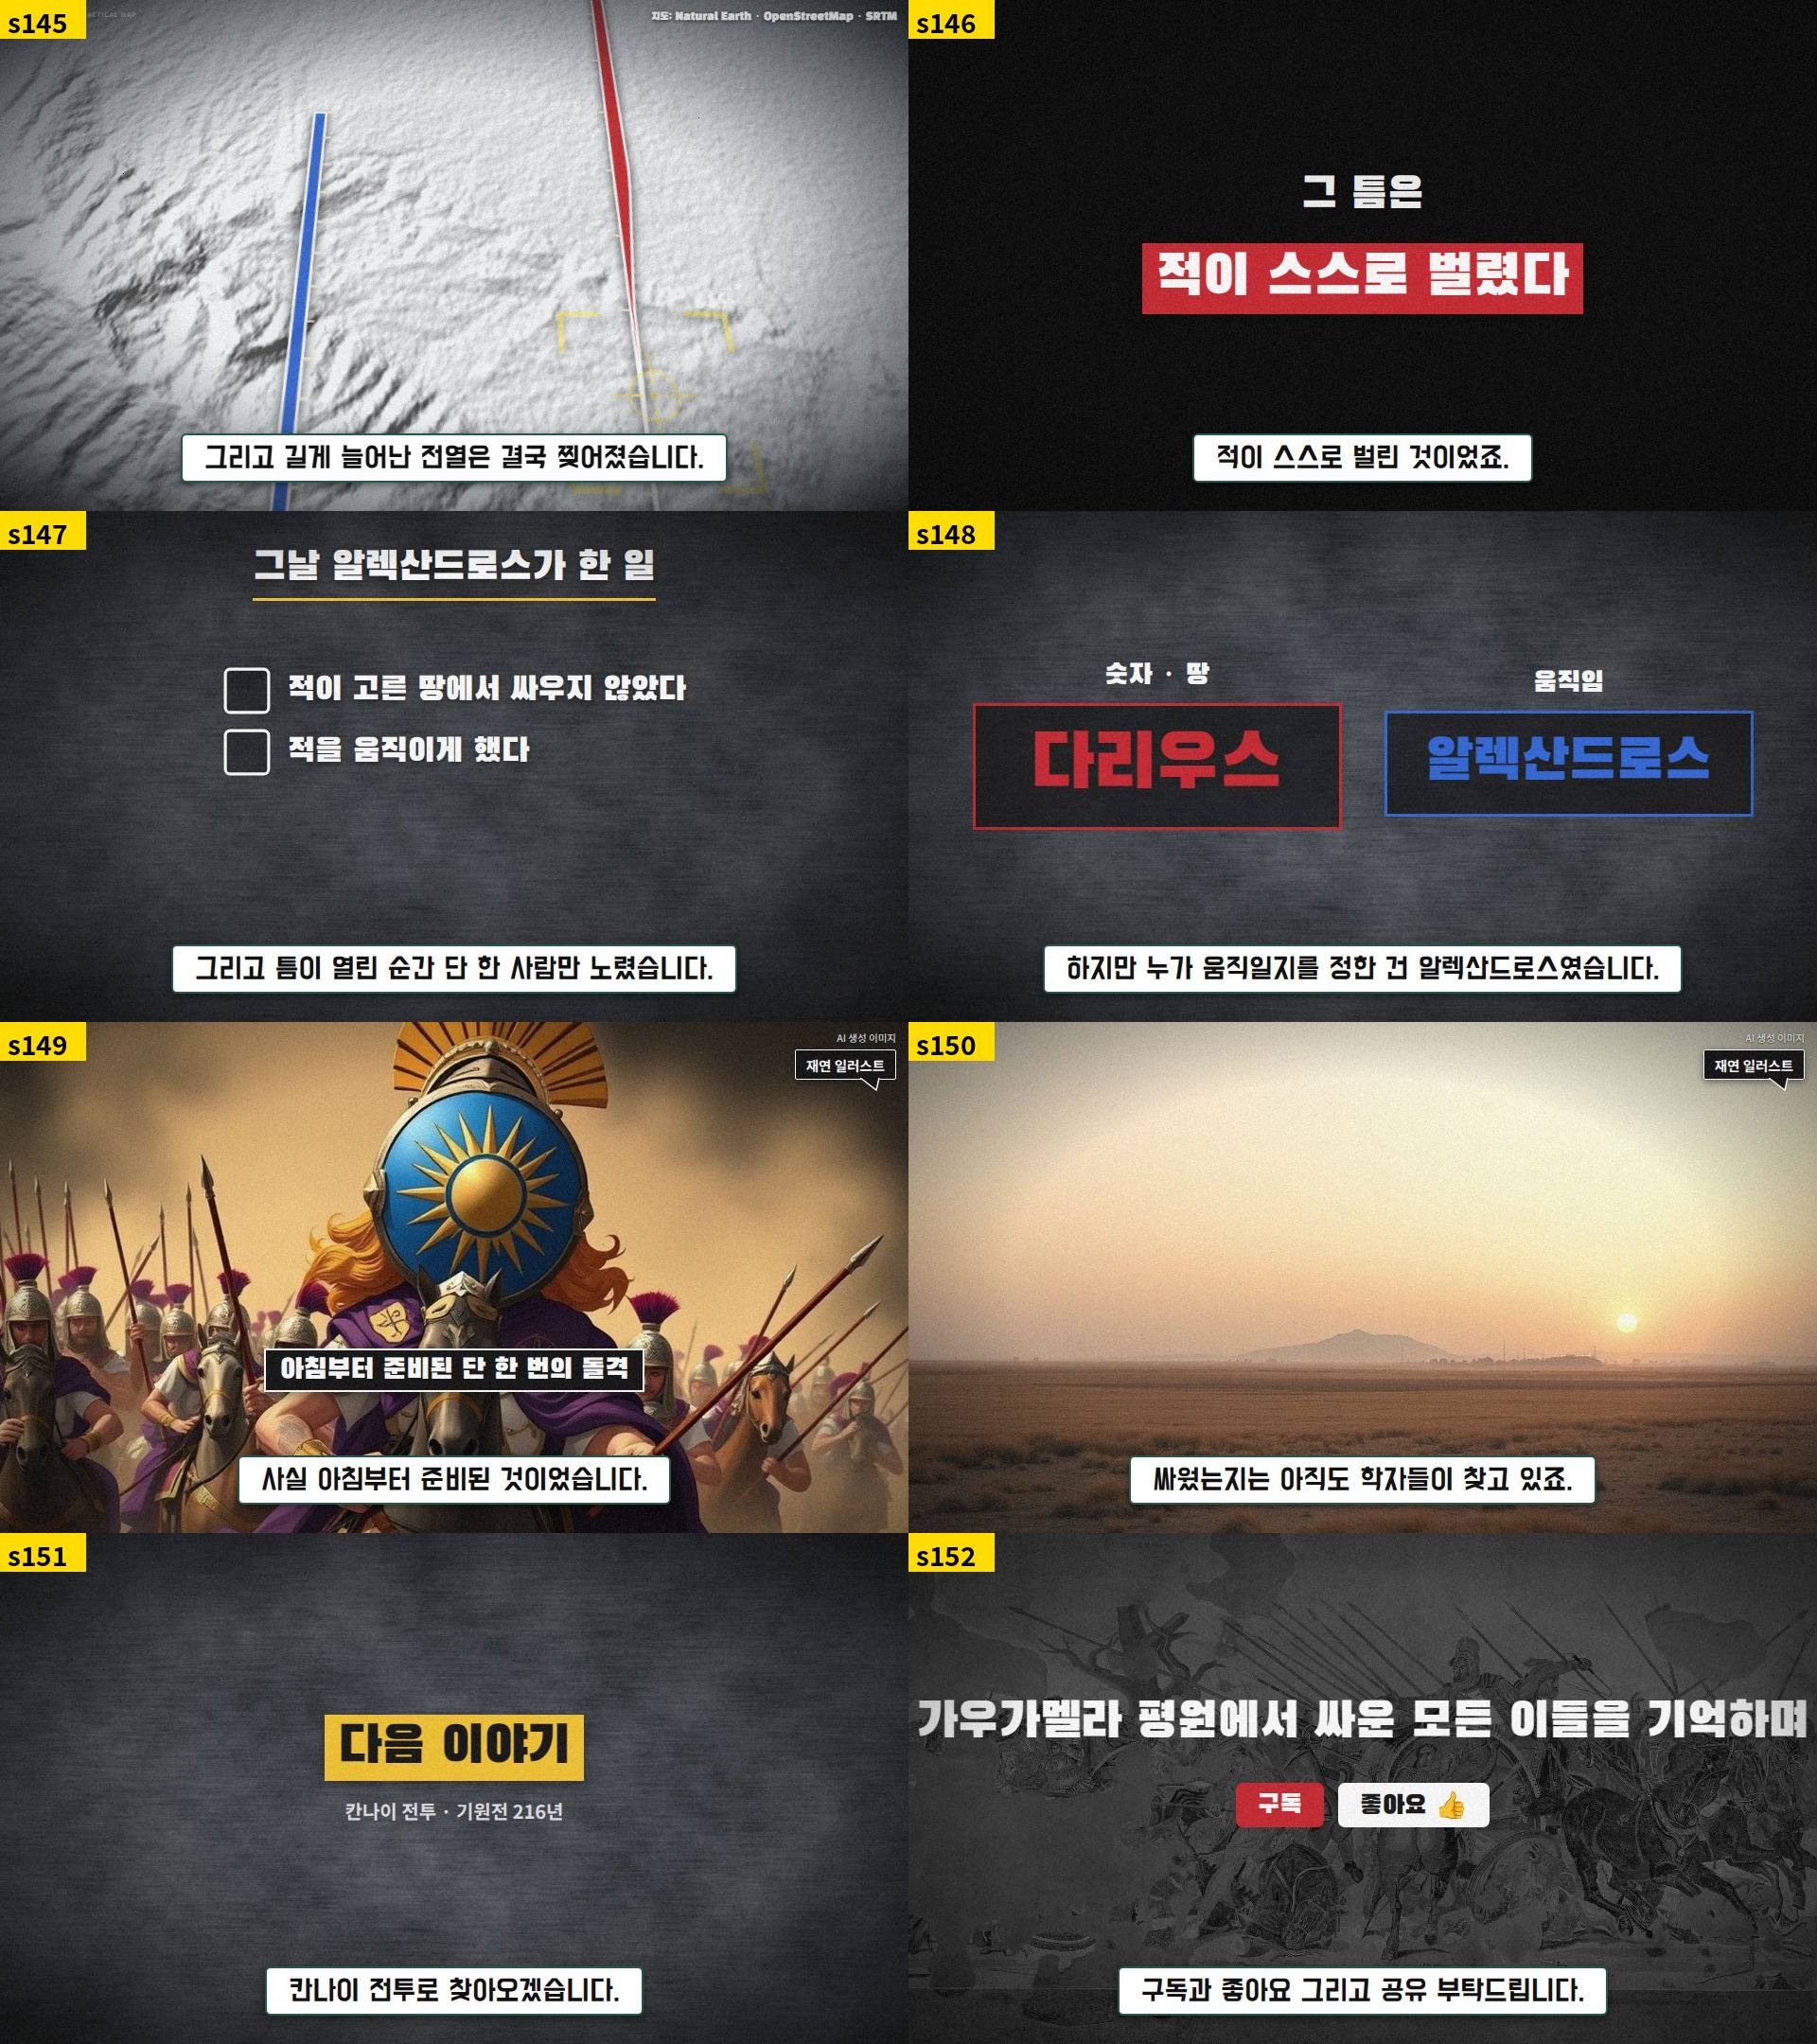 s145
TACTICAL MAP
지도: Natural Earth · OpenStreetMap · SRTM
그리고 길게 늘어난 전열은 결국 찢어졌습니다.
s146
그 틈은
적이 스스로 벌렸다
적이 스스로 벌린 것이었죠.
s147
그날 알렉산드로스가 한 일
적이 고른 땅에서 싸우지 않았다
적을 움직이게 했다
그리고 틈이 열린 순간 단 한 사람만 노렸습니다.
s148
숫자 · 땅
다리우스
움직임
알렉산드로스
하지만 누가 움직일지를 정한 건 알렉산드로스였습니다.
s149
AI 생성 이미지
재연 일러스트
아침부터 준비된 단 한 번의 돌격
사실 아침부터 준비된 것이었습니다.
s150
AI 생성 이미지
재연 일러스트
싸웠는지는 아직도 학자들이 찾고 있죠.
s151
다음 이야기
칸나이 전투 · 기원전 216년
칸나이 전투로 찾아오겠습니다.
s152
가우가멜라 평원에서 싸운 모든 이들을 기억하며
구독
좋아요 👍
구독과 좋아요 그리고 공유 부탁드립니다.